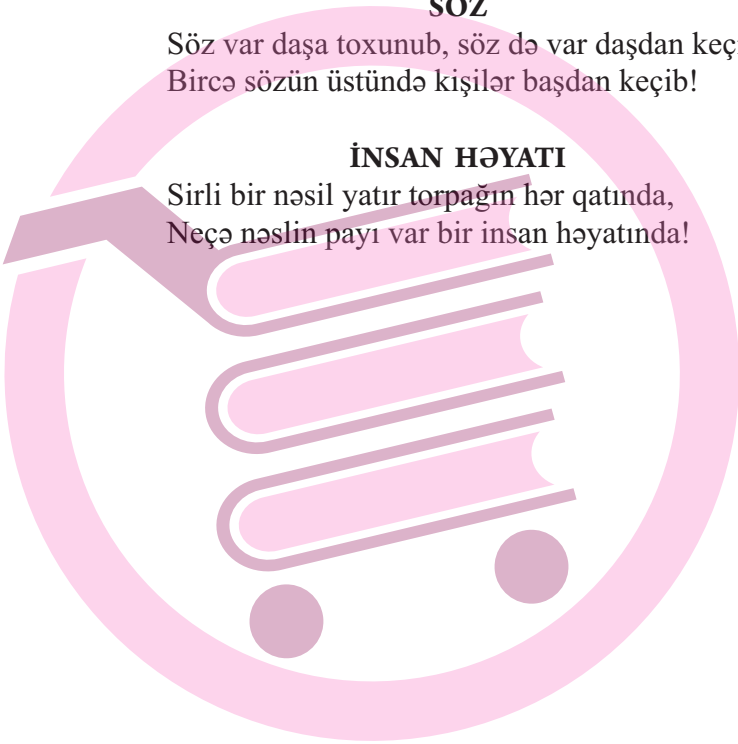 SÖZ
Söz var daşa toxunub, söz də var daşdan keç
Bircə sözün üstündə kişilər başdan keçib!
İNSAN HƏYATI
Sirli bir nəsil yatır torpağın hər qatında,
Neçə nəslin payı var bir insan həyatında!